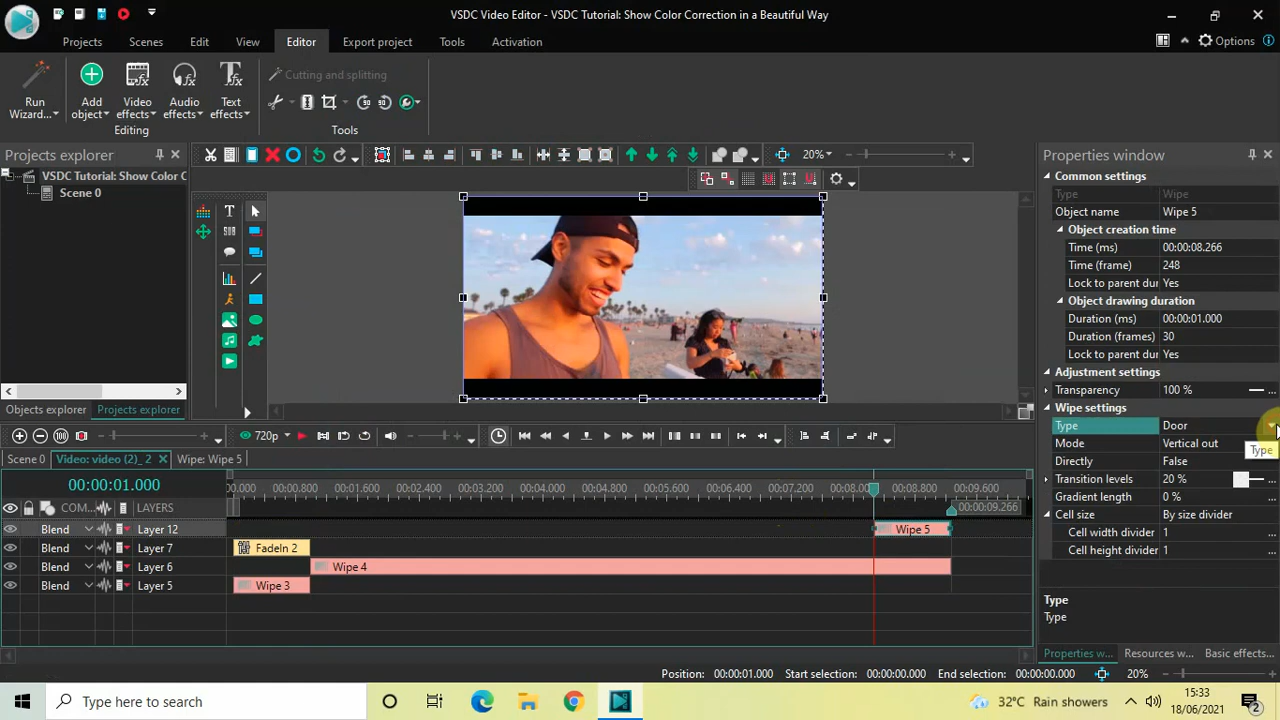 VSDC Video Editor - VSDC Tutorial: Show Color Correction in a Beautiful Way
Projects Scenes Edit View Editor Export project Tools Activation Options
Run Wizard... Add object Video effects Audio effects Text effects Cutting and splitting
Editing Tools
Projects explorer
VSDC Tutorial: Show Color C
Scene 0
Objects explorer Projects explorer
20%
Properties window
Common settings
Type Wipe
Object name Wipe 5
Object creation time
Time (ms) 00:00:08.266
Time (frame) 248
Lock to parent dur Yes
Object drawing duration
Duration (ms) 00:00:01.000
Duration (frames) 30
Lock to parent dur Yes
Adjustment settings
Transparency 100 % ...
Wipe settings
Type Door
Mode Vertical out
Type
Directly False
Transition levels 20 % ...
Gradient length 0 %
Cell size By size divider
Cell width divider 1 ...
Cell height divider 1 ...
Type
Type
Properties w... Resources w... Basic effects...
720p
Scene 0 Video: video (2)_ 2 Wipe: Wipe 5
00:00:01.000
0.000 00:00:00.800 00:00:01.600 00:00:02.400 00:00:03.200 00:00:04.000 00:00:04.800 00:00:05.600 00:00:06.400 00:00:07.200 00:00:08.800 00:00:09.600
COM... LAYERS 00:00:09.266
Blend Layer 12 Wipe 5
Blend Layer 7 FadeIn 2
Blend Layer 6 Wipe 4
Blend Layer 5 Wipe 3
Position: 00:00:01.000 Start selection: 00:00:00.000 End selection: 00:00:00.000 20%
Type here to search
32°C Rain showers
15:33
18/06/2021
2